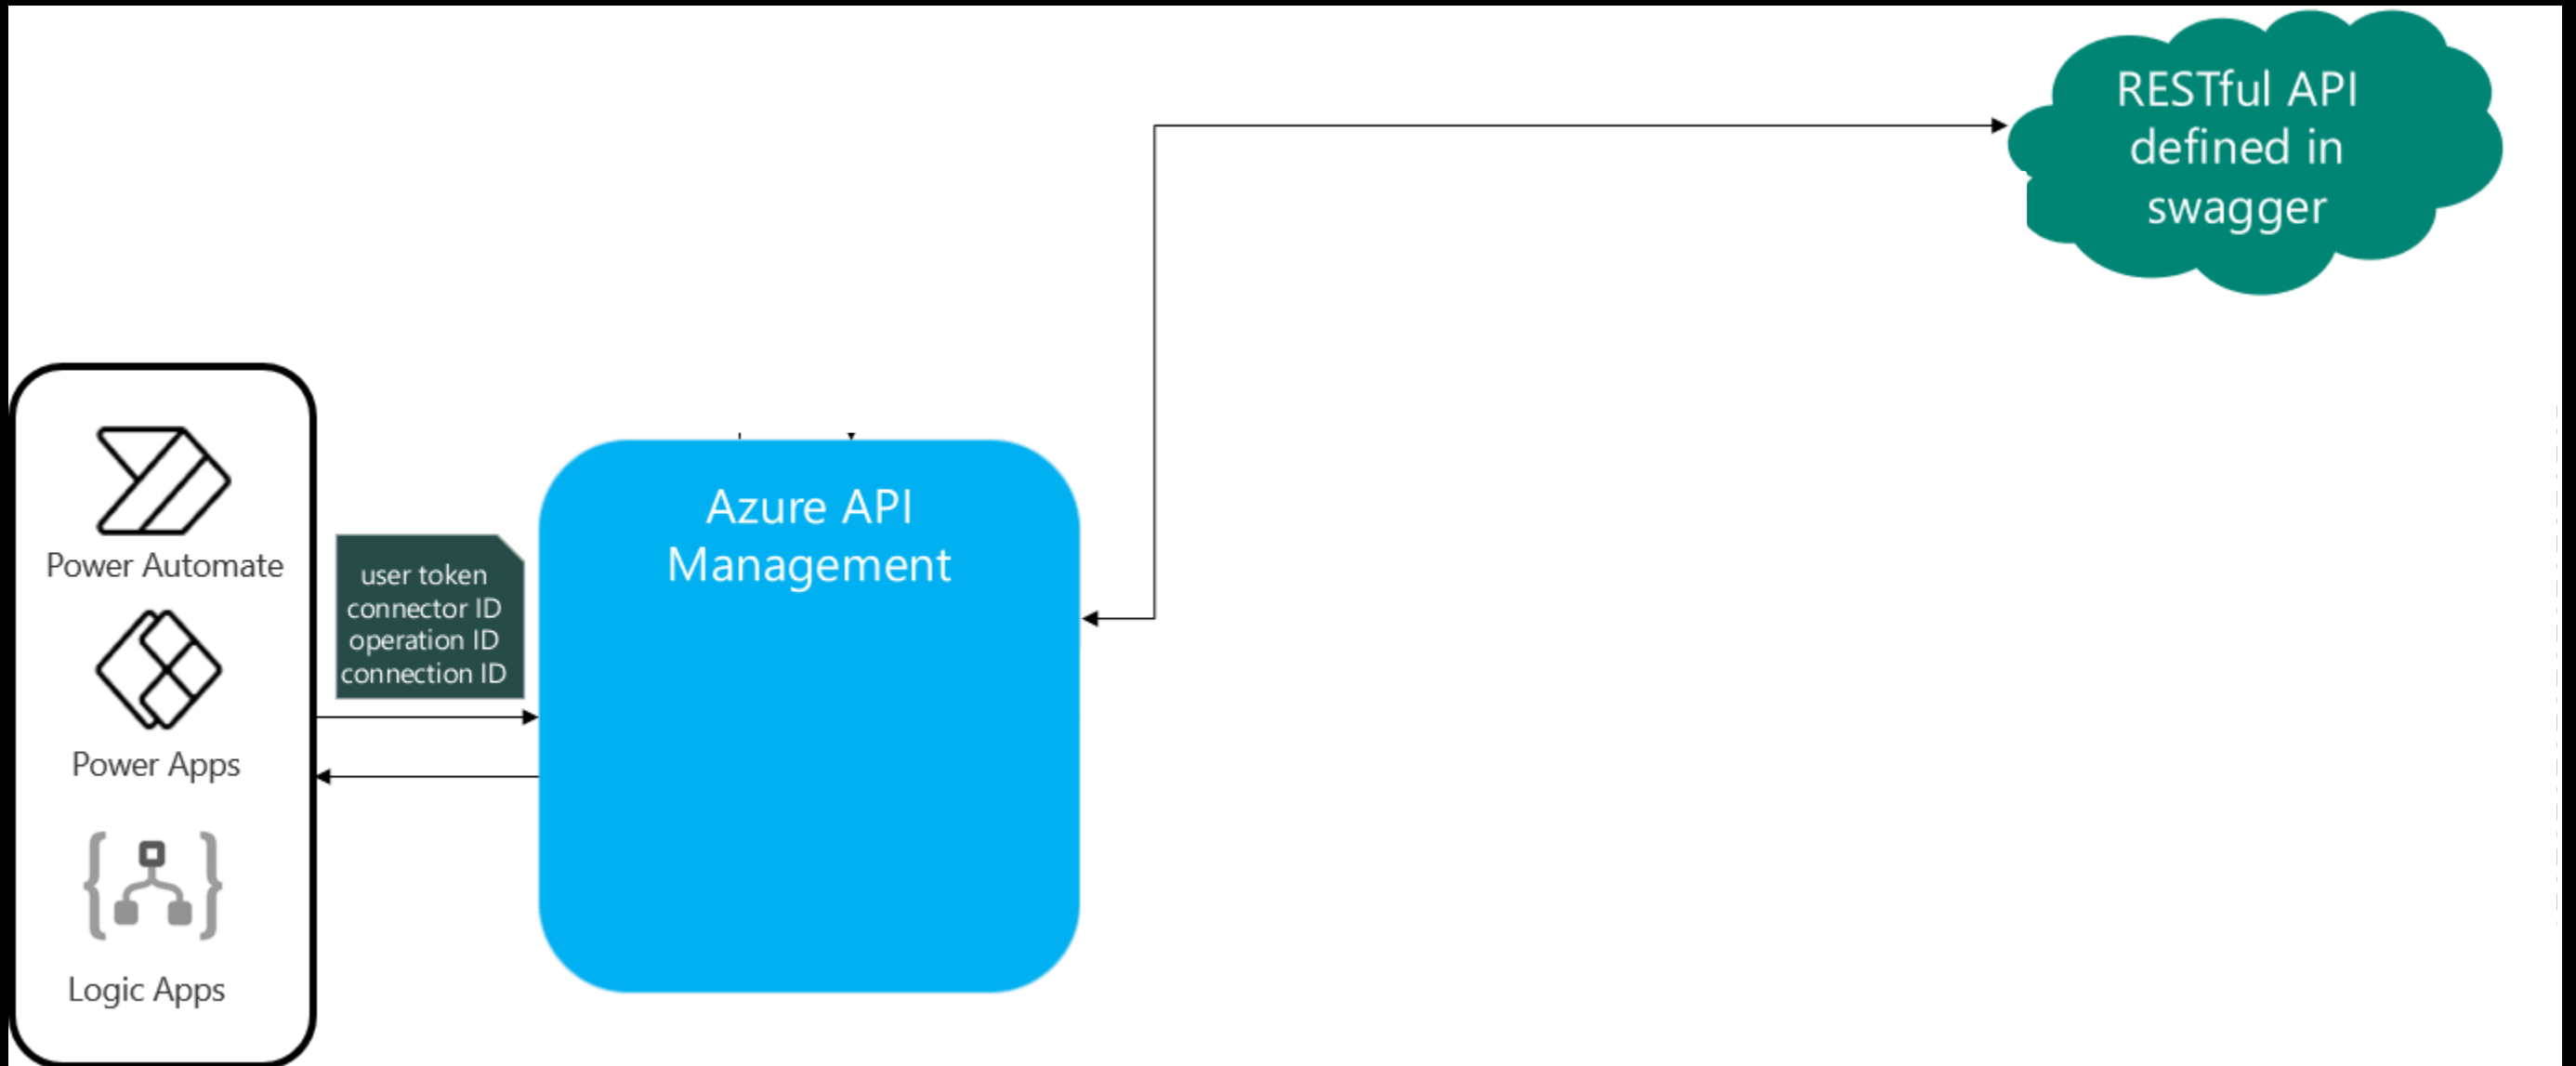 RESTful API
defined in
swagger
Azure API
Management
Power Automate
user token
connector ID
operation ID
connection ID
Power Apps
Logic Apps